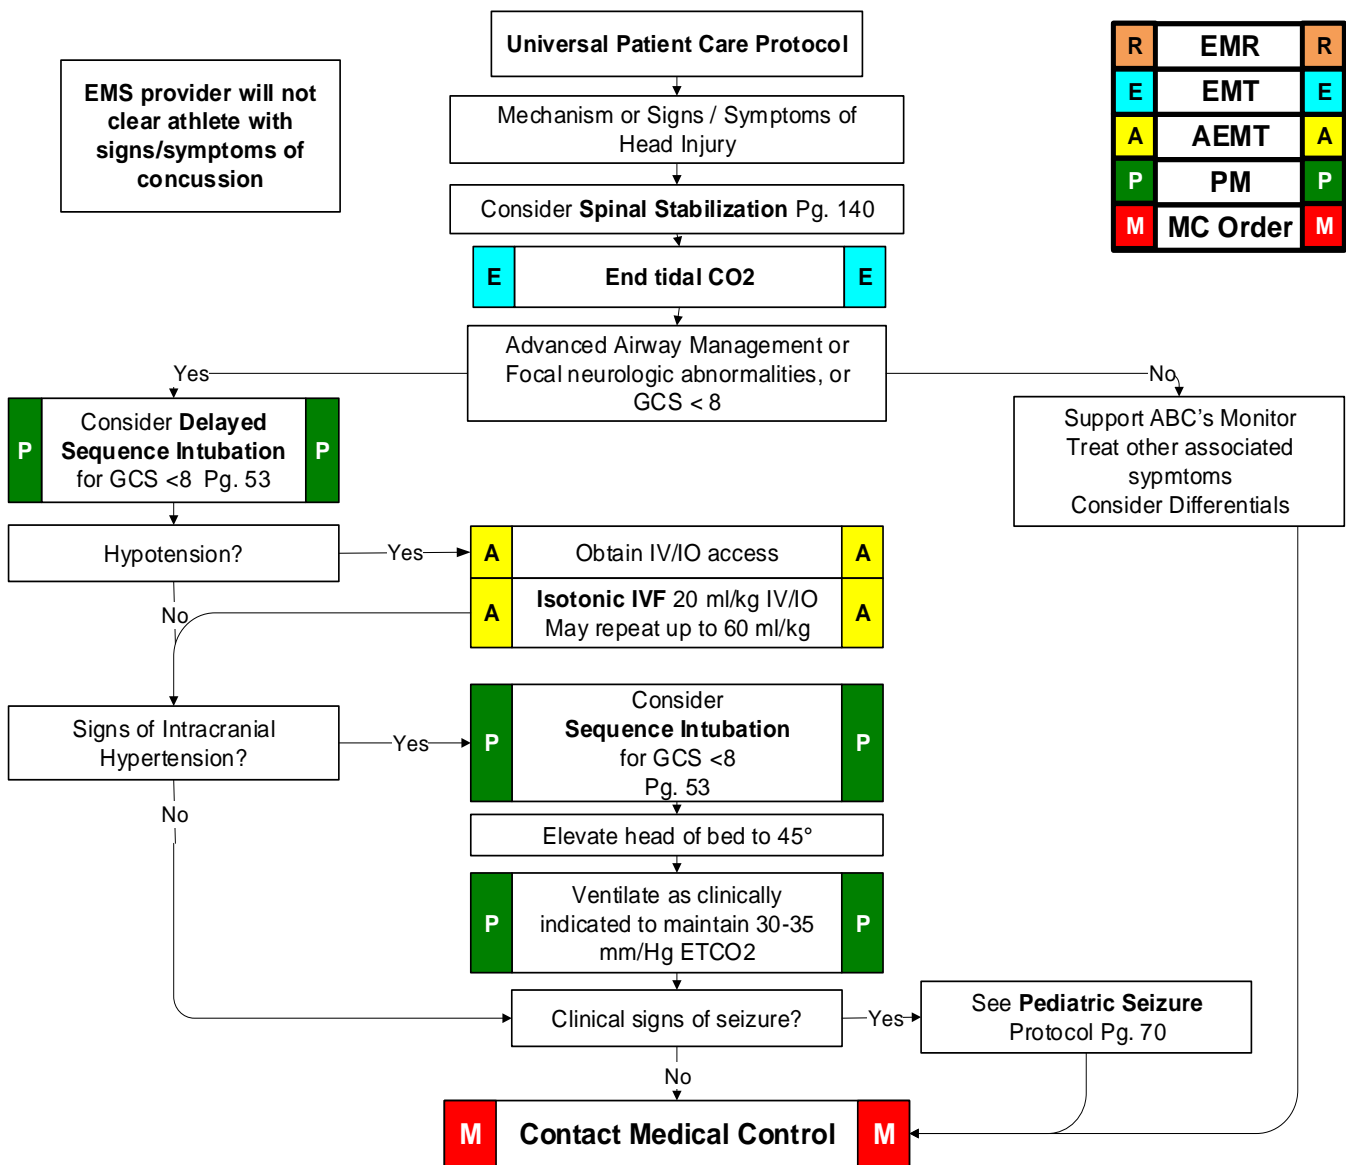 Universal Patient Care Protocol
R EMR R
E EMT E
A AEMT A
P PM P
M MC Order M
EMS provider will not
clear athlete with
signs/symptoms of
concussion
Mechanism or Signs / Symptoms of
Head Injury
Consider Spinal Stabilization Pg. 140
E End tidal CO2 E
Advanced Airway Management or
Focal neurologic abnormalities, or
GCS < 8
Yes
No
P P
Consider Delayed
Sequence Intubation
for GCS <8 Pg. 53
Support ABC's Monitor
Treat other associated
sypmtoms
Consider Differentials
Hypotension?
Yes
A Obtain IV/IO access A
No
A A
Isotonic IVF 20 ml/kg IV/IO
May repeat up to 60 ml/kg
Signs of Intracranial
Hypertension?
Yes
P P
Consider
Sequence Intubation
for GCS <8
Pg. 53
No
Elevate head of bed to 45°
P P
Ventilate as clinically
indicated to maintain 30-35
mm/Hg ETCO2
Clinical signs of seizure?
Yes
See Pediatric Seizure
Protocol Pg. 70
No
M Contact Medical Control M